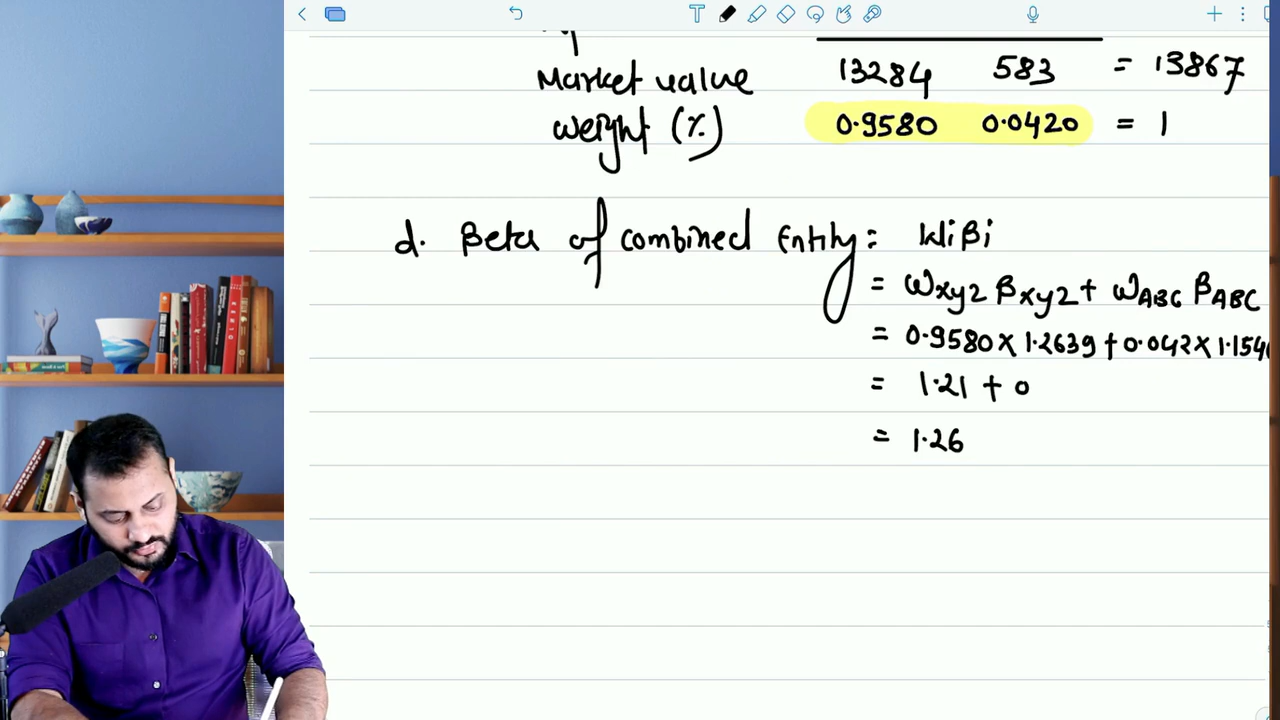 Market value 13284 583 = 13867
Weight (%) 0.9580 0.0420 = 1
d. Beta of combined Entity = WiBi
= Wxyz Bxyz + WABC BABC
= 0.9580 x 1.2639 + 0.042 x 1.154
= 1.21 + 0
= 1.26